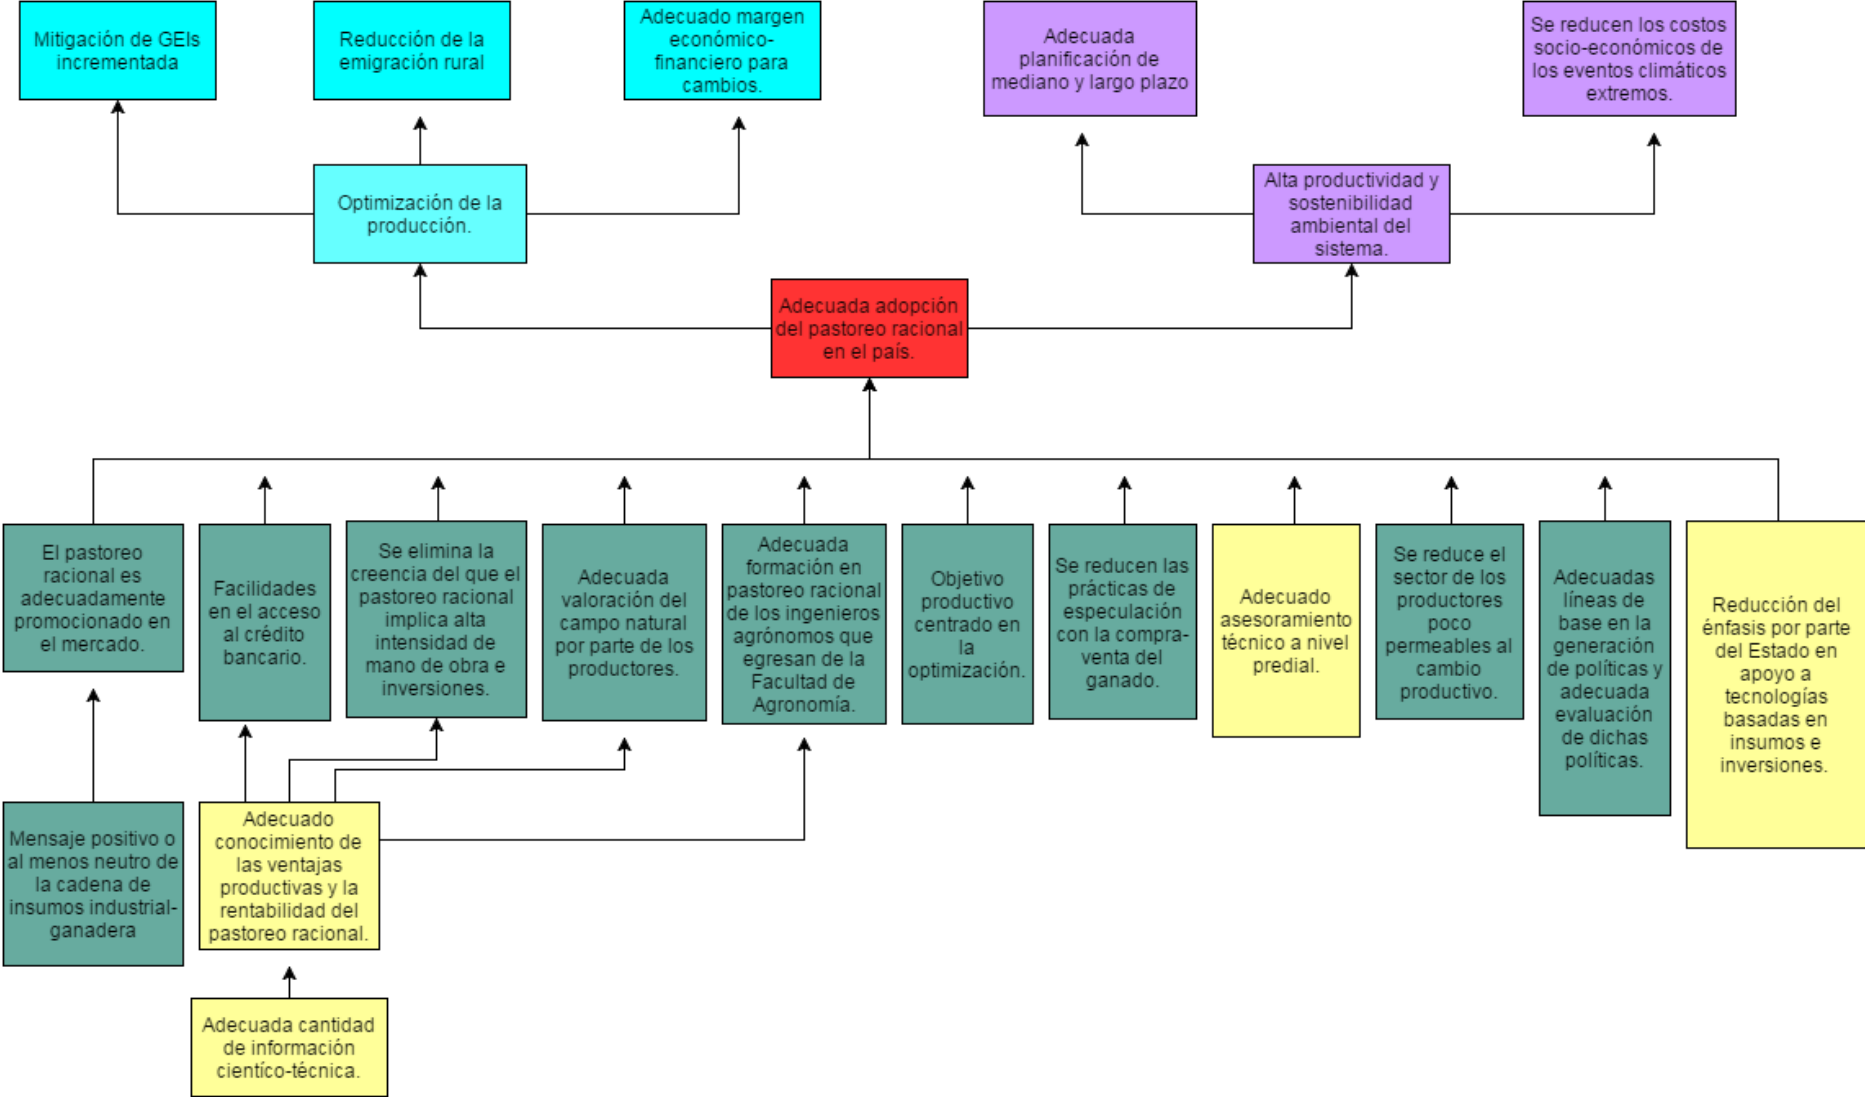 Mitigación de GEIs
incrementada
Reducción de la
emigración rural
Adecuado margen
económico-
financiero para
cambios.
Adecuada
planificación de
mediano y largo plazo
Se reducen los costos
socio-económicos de
los eventos climáticos
extremos.
Optimización de la
producción.
Alta productividad y
sostenibilidad
ambiental del
sistema.
Adecuada adopción
del pastoreo racional
en el país.
El pastoreo
racional es
adecuadamente
promocionado en
el mercado.
Facilidades
en el acceso
al crédito
bancario.
Se elimina la
creencia del que el
pastoreo racional
implica alta
intensidad de
mano de obra e
inversiones.
Adecuada
valoración del
campo natural
por parte de los
productores.
Adecuada
formación en
pastoreo racional
de los ingenieros
agrónomos que
egresan de la
Facultad de
Agronomía.
Objetivo
productivo
centrado en
la
optimización.
Se reducen las
prácticas de
especulación
con la compra-
venta del
ganado.
Adecuado
asesoramiento
técnico a nivel
predial.
Se reduce el
sector de los
productores
poco
permeables al
cambio
productivo.
Adecuadas
líneas de
base en la
generación
de políticas y
adecuada
evaluación
de dichas
políticas.
Reducción del
énfasis por parte
del Estado en
apoyo a
tecnologías
basadas en
insumos e
inversiones.
Mensaje positivo o
al menos neutro de
la cadena de
insumos industrial-
ganadera
Adecuado
conocimiento de
las ventajas
productivas y la
rentabilidad del
pastoreo racional.
Adecuada cantidad
de información
cientíco-técnica.